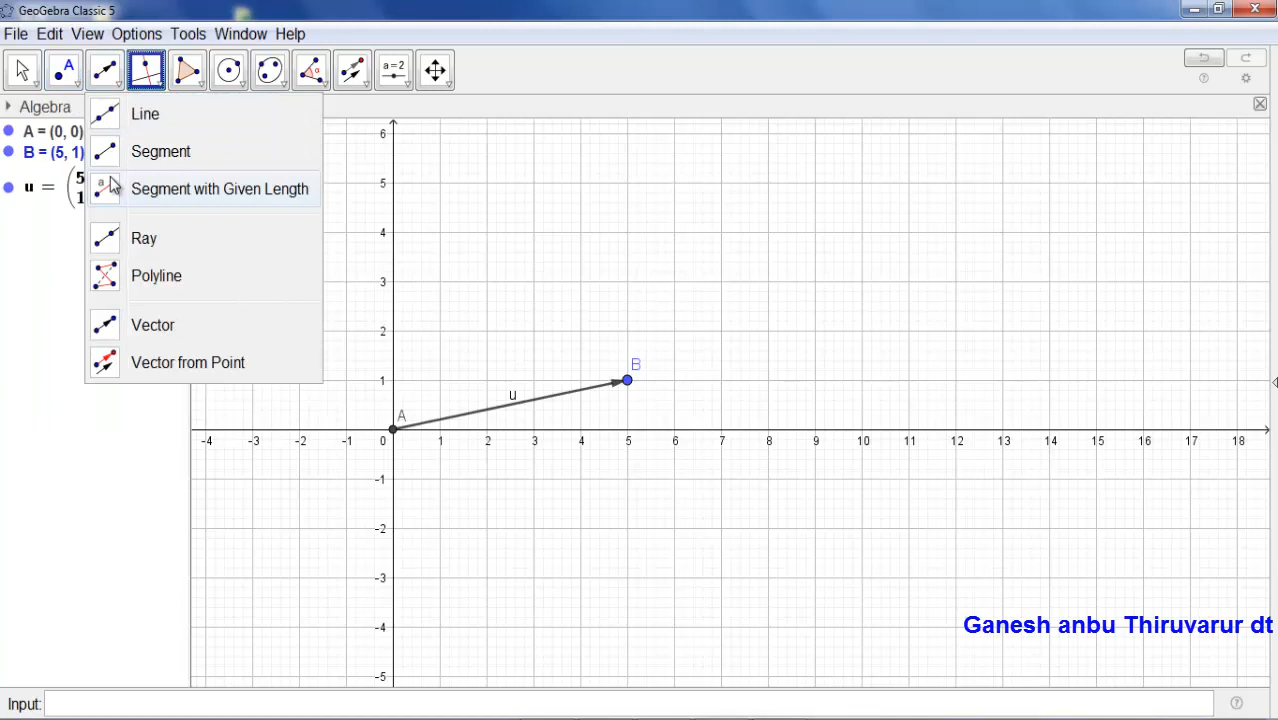 GeoGebra Classic 5
File Edit View Options Tools Window Help
A
α
a=2
Algebra
A = (0, 0)
B = (5, 1)
u = (5
1
Line
Segment
a
Segment with Given Length
Ray
Polyline
Vector
Vector from Point
6
5
4
3
2
1
B
u
A
-4 -3 -2 -1 0 1 2 3 4 5 6 7 8 9 10 11 12 13 14 15 16 17 18
-1
-2
-3
-4
-5
Ganesh anbu Thiruvarur dt
Input: